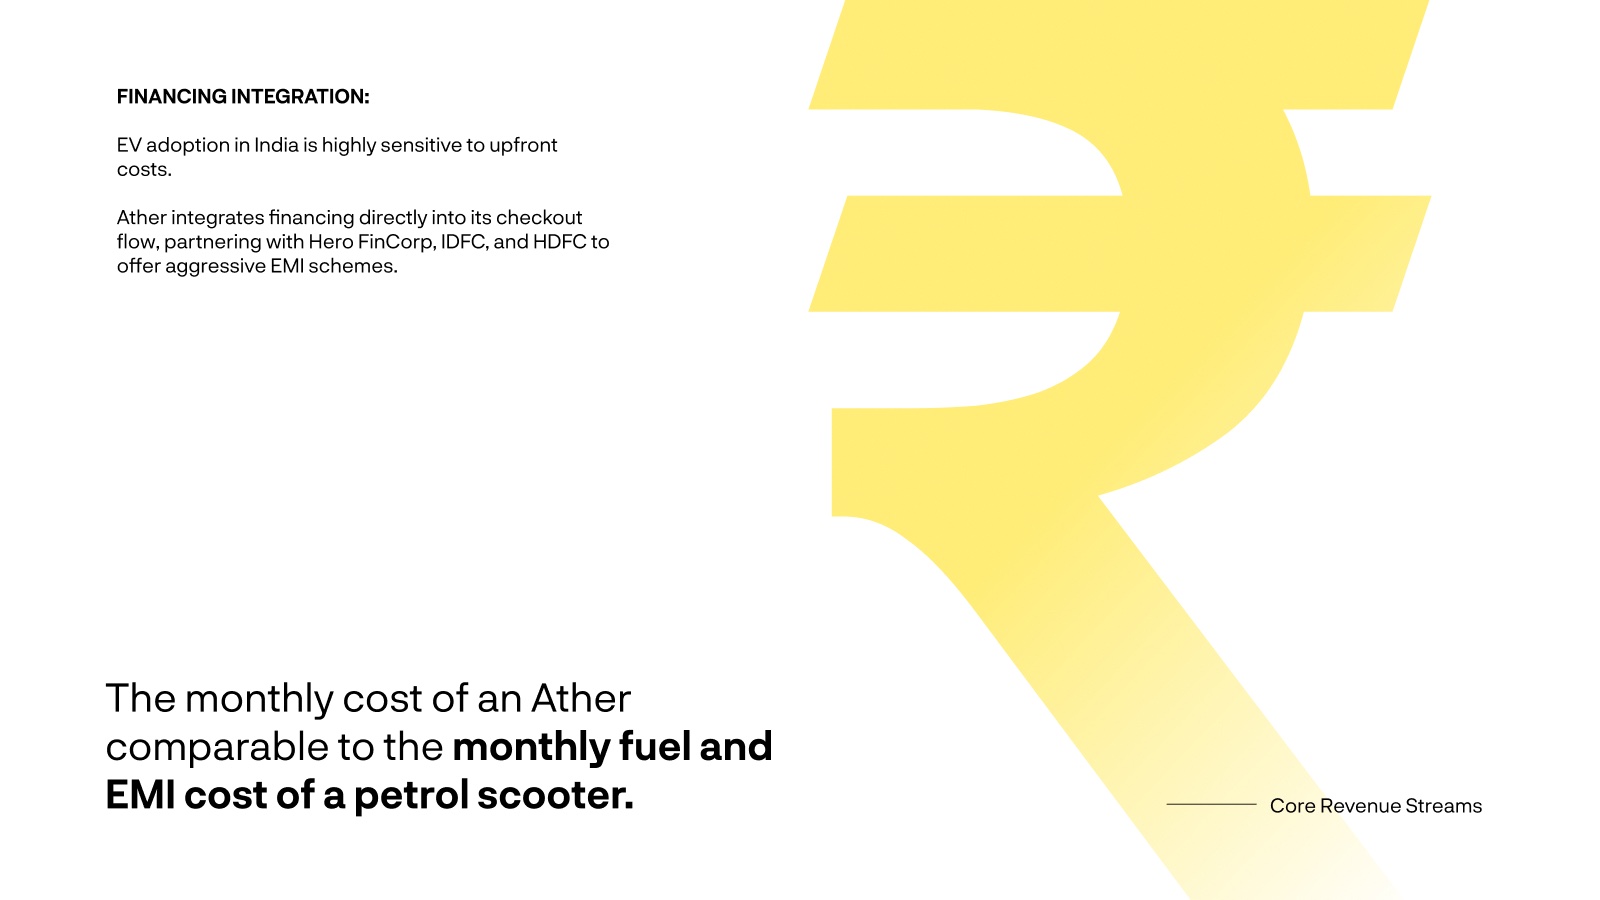 FINANCING INTEGRATION:
EV adoption in India is highly sensitive to upfront
costs.
Ather integrates financing directly into its checkout
flow, partnering with Hero FinCorp, IDFC, and HDFC to
offer aggressive EMI schemes.
The monthly cost of an Ather
comparable to the monthly fuel and
EMI cost of a petrol scooter.
Core Revenue Streams